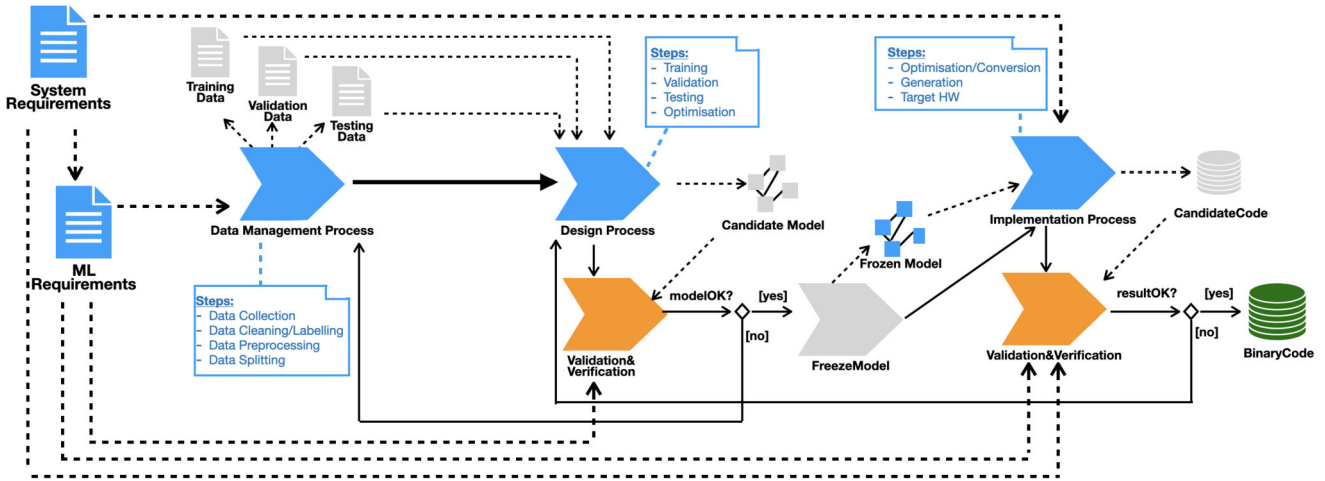 System
Requirements
Training
Data
Validation
Data
Testing
Data
Steps:
- Training
- Validation
- Testing
- Optimisation
Steps:
- Optimisation/Conversion
- Generation
- Target HW
ML
Requirements
Data Management Process
Design Process
Candidate Model
Implementation Process
CandidateCode
Frozen Model
Steps:
- Data Collection
- Data Cleaning/Labelling
- Data Preprocessing
- Data Splitting
Validation&
Verification
modelOK?
[yes]
[no]
FreezeModel
Validation&Verification
resultOK?
[yes]
[no]
BinaryCode